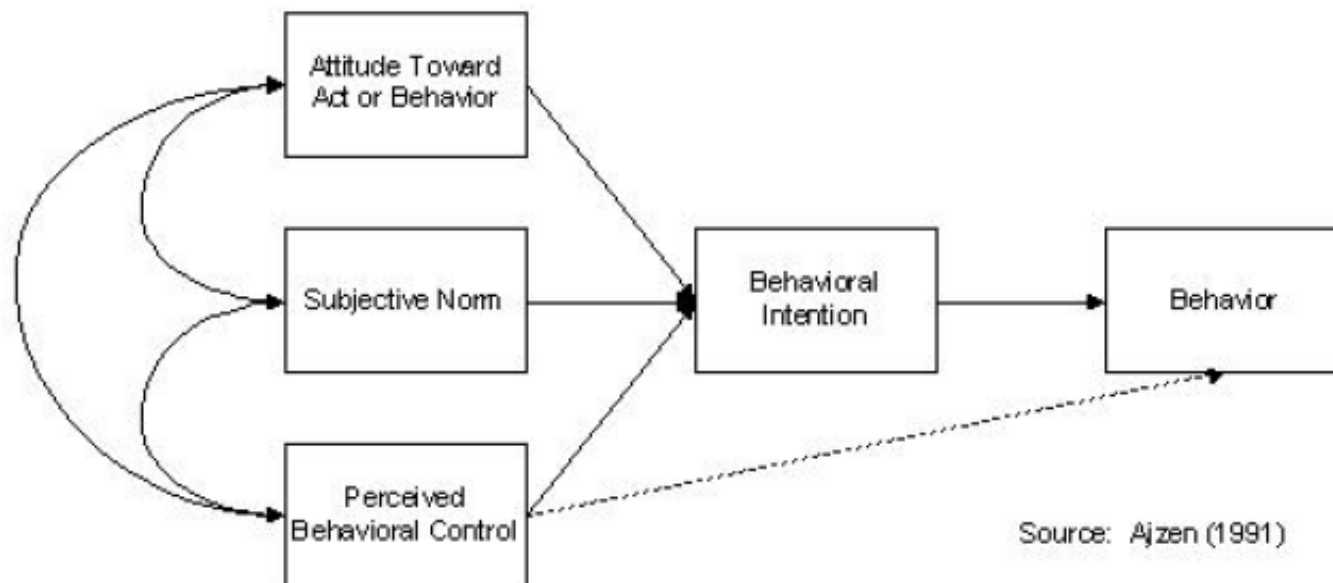 Attitude Toward
Act or Behavior
Subjective Norm
Behavioral
Intention
Behavior
Perceived
Behavioral Control
Source: Ajzen (1991)